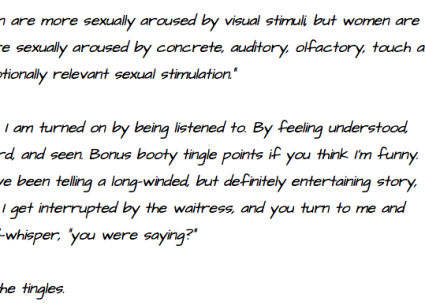 n are more sexually aroused by visual stimuli, but women are
re sexually aroused by concrete, auditory, olfactory, touch a
otionally relevant sexual stimulation."
I am turned on by being listened to. By feeling understood,
rd, and seen. Bonus booty tingle points if you think I'm funny.
ve been telling a long-winded, but definitely entertaining story,
I get interrupted by the waitress, and you turn to me and
f-whisper, "you were saying?"
he tingles.